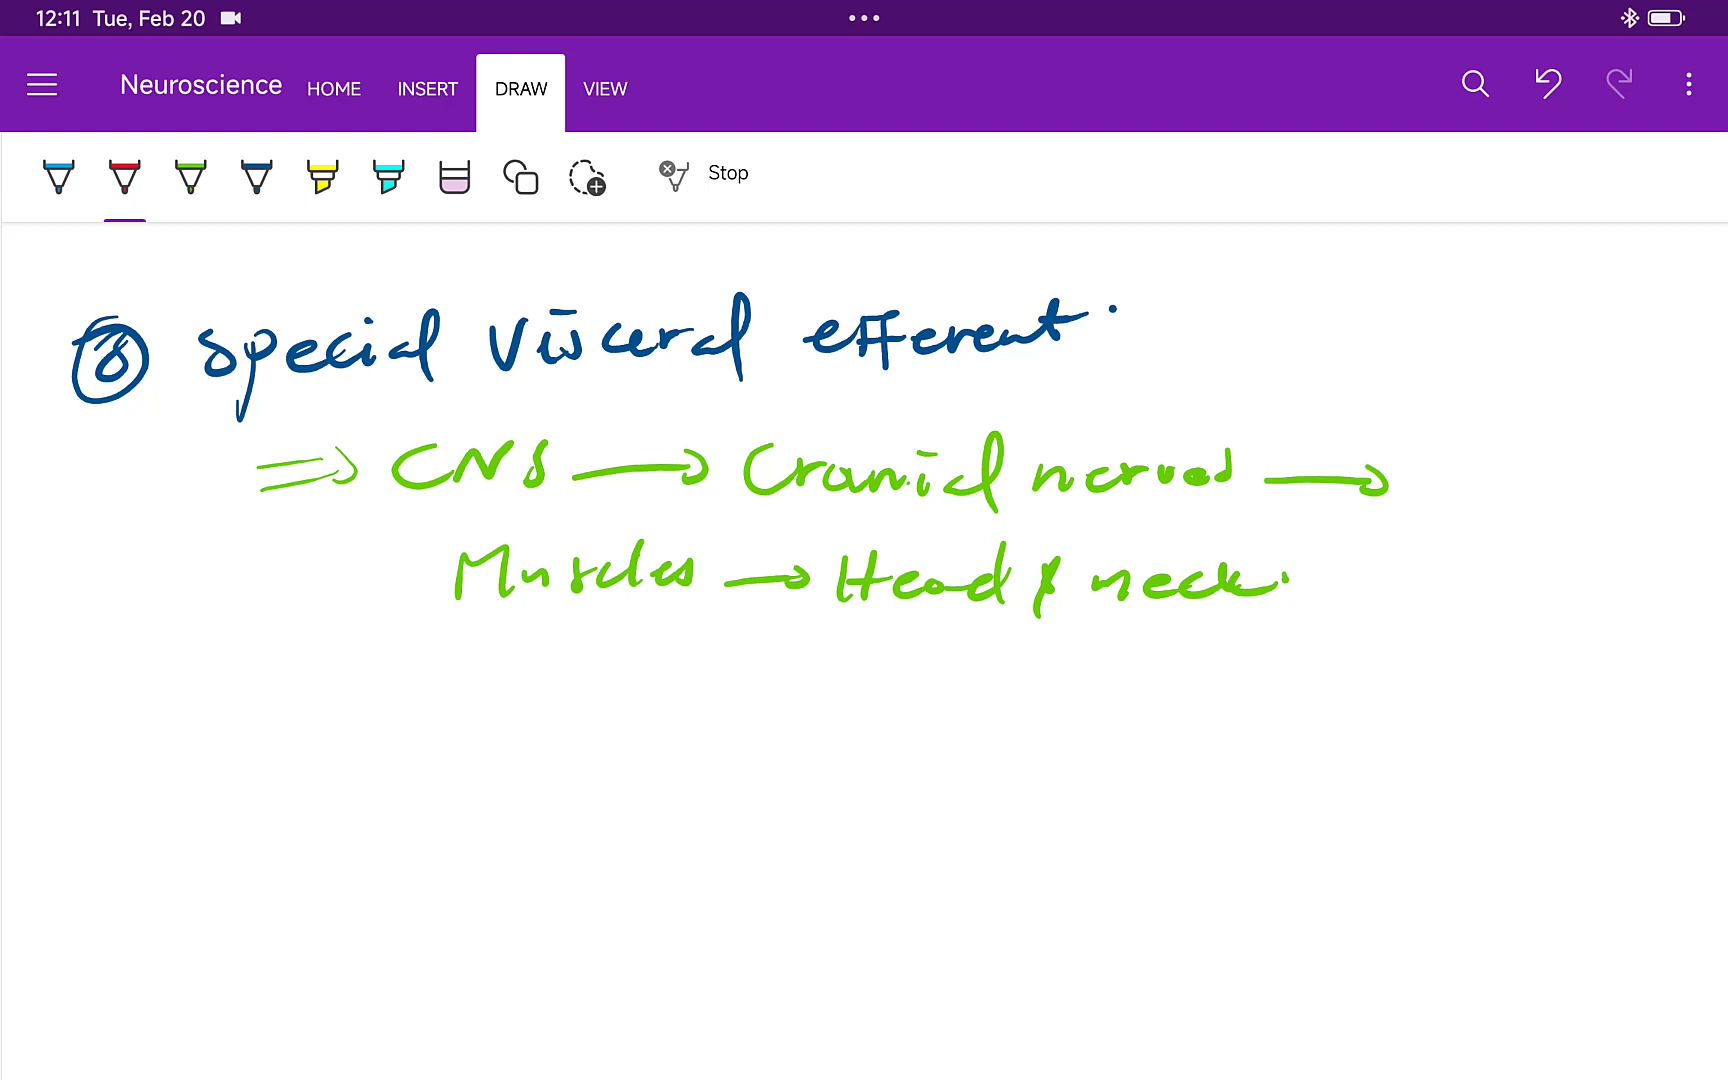 12:11 Tue, Feb 20
Neuroscience HOME INSERT DRAW VIEW
Stop
⑧ Special Visceral efferent.
⇒ CNS → Cranial nerves →
Muscles → Head & neck.